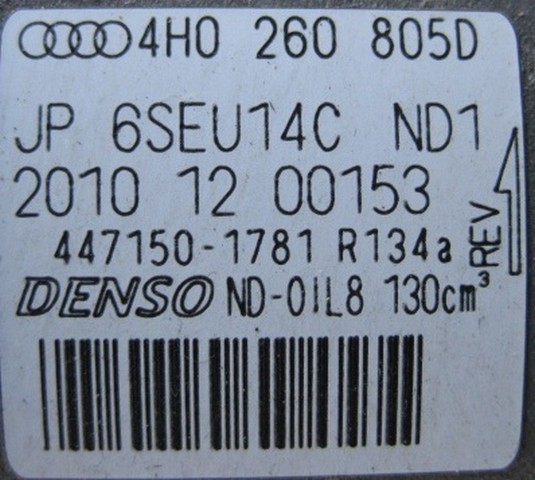 4H0 260 805D
JP 6SEU14C ND1
2010 12 00153
447150-1781 R134a
DENSO ND-OIL8 130cm³
REV